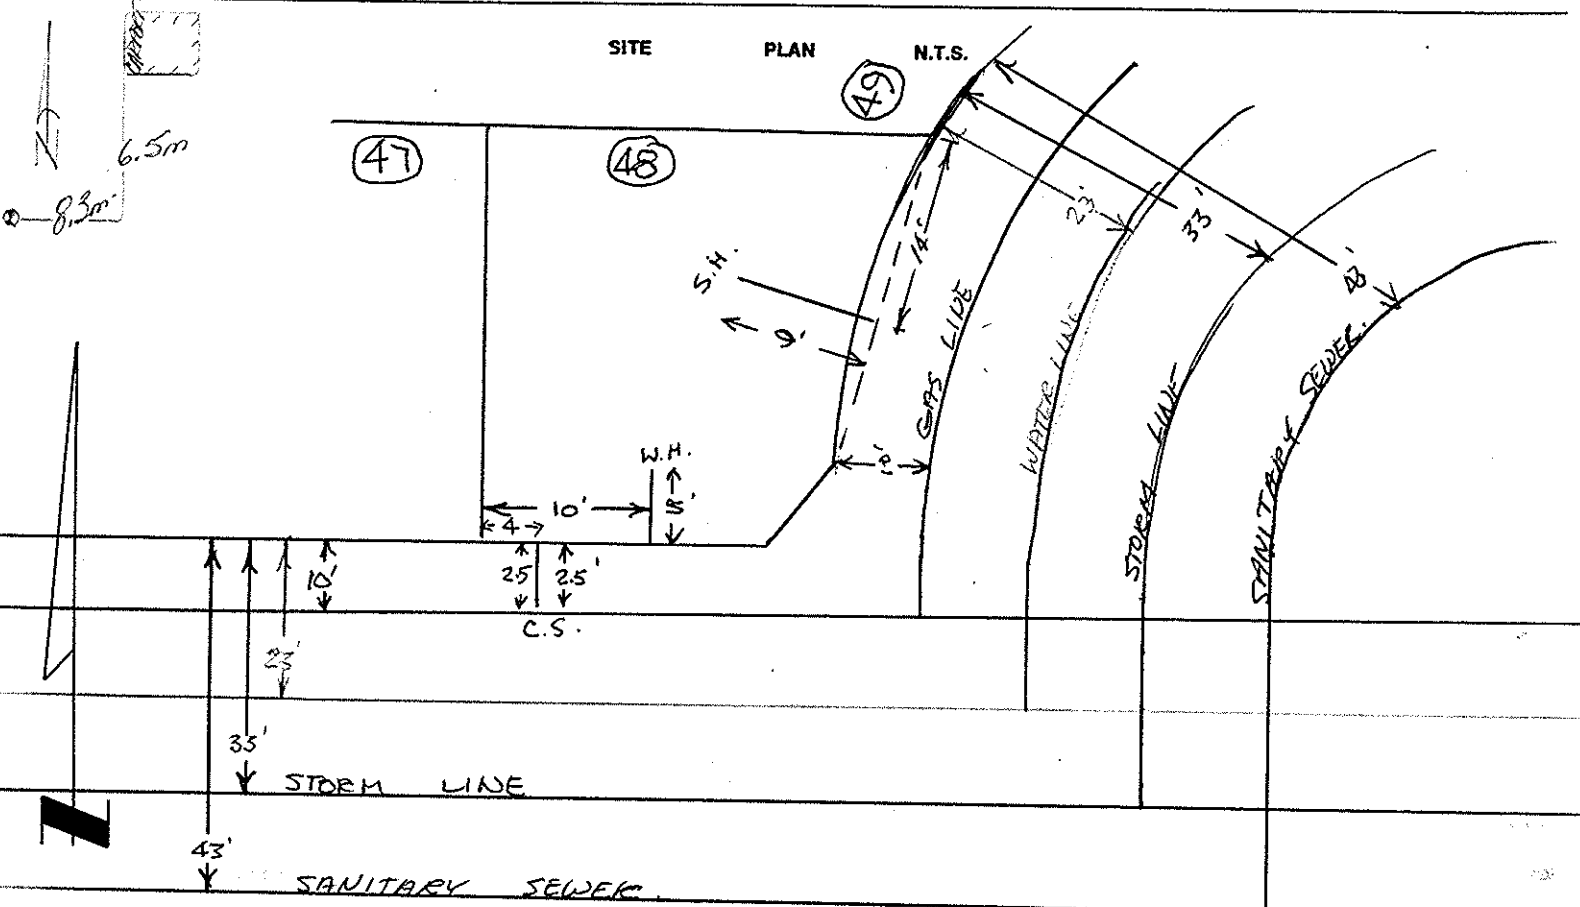 SITE PLAN N.T.S.
N
6.5m
8.3m
47
48
49
23'
33'
43'
14'
S.H.
9'
GAS LINE
WATER LINE
STORM LINE
SANITARY SEWER.
W.H.
10'
4
10'
2.5
2.5'
C.S.
23'
35'
STORM LINE
43'
SANITARY SEWER.
N